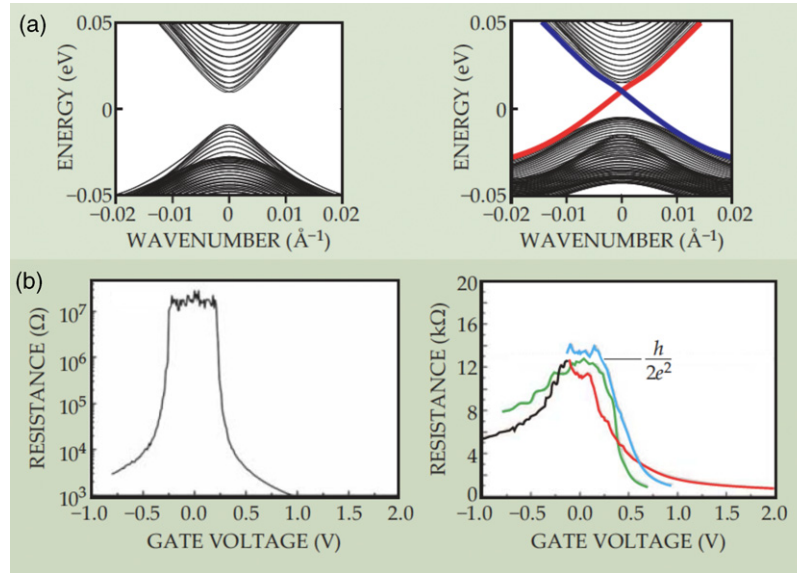 (a)
0.05
0
−0.05
ENERGY (eV)
−0.02 −0.01 0 0.01 0.02
WAVENUMBER (Å⁻¹)
0.05
0
−0.05
ENERGY (eV)
−0.02 −0.01 0 0.01 0.02
WAVENUMBER (Å⁻¹)
(b)
10⁷
10⁶
10⁵
10⁴
10³
RESISTANCE (Ω)
−1.0 −0.5 0.0 0.5 1.0 1.5 2.0
GATE VOLTAGE (V)
20
16
12
8
4
0
RESISTANCE (kΩ)
h
2e²
−1.0 −0.5 0.0 0.5 1.0 1.5 2.0
GATE VOLTAGE (V)